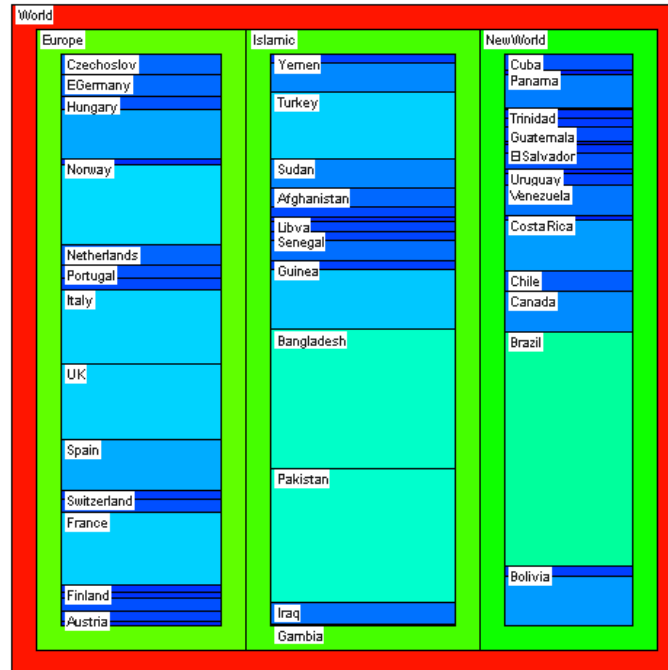 World
Europe
Czechoslov
EGermany
Hungary
Norway
Netherlands
Portugal
Italy
UK
Spain
Switzerland
France
Finland
Austria
Islamic
Yemen
Turkey
Sudan
Afghanistan
Libya
Senegal
Guinea
Bangladesh
Pakistan
Iraq
Gambia
NewWorld
Cuba
Panama
Trinidad
Guatemala
ElSalvador
Uruguay
Venezuela
CostaRica
Chile
Canada
Brazil
Bolivia